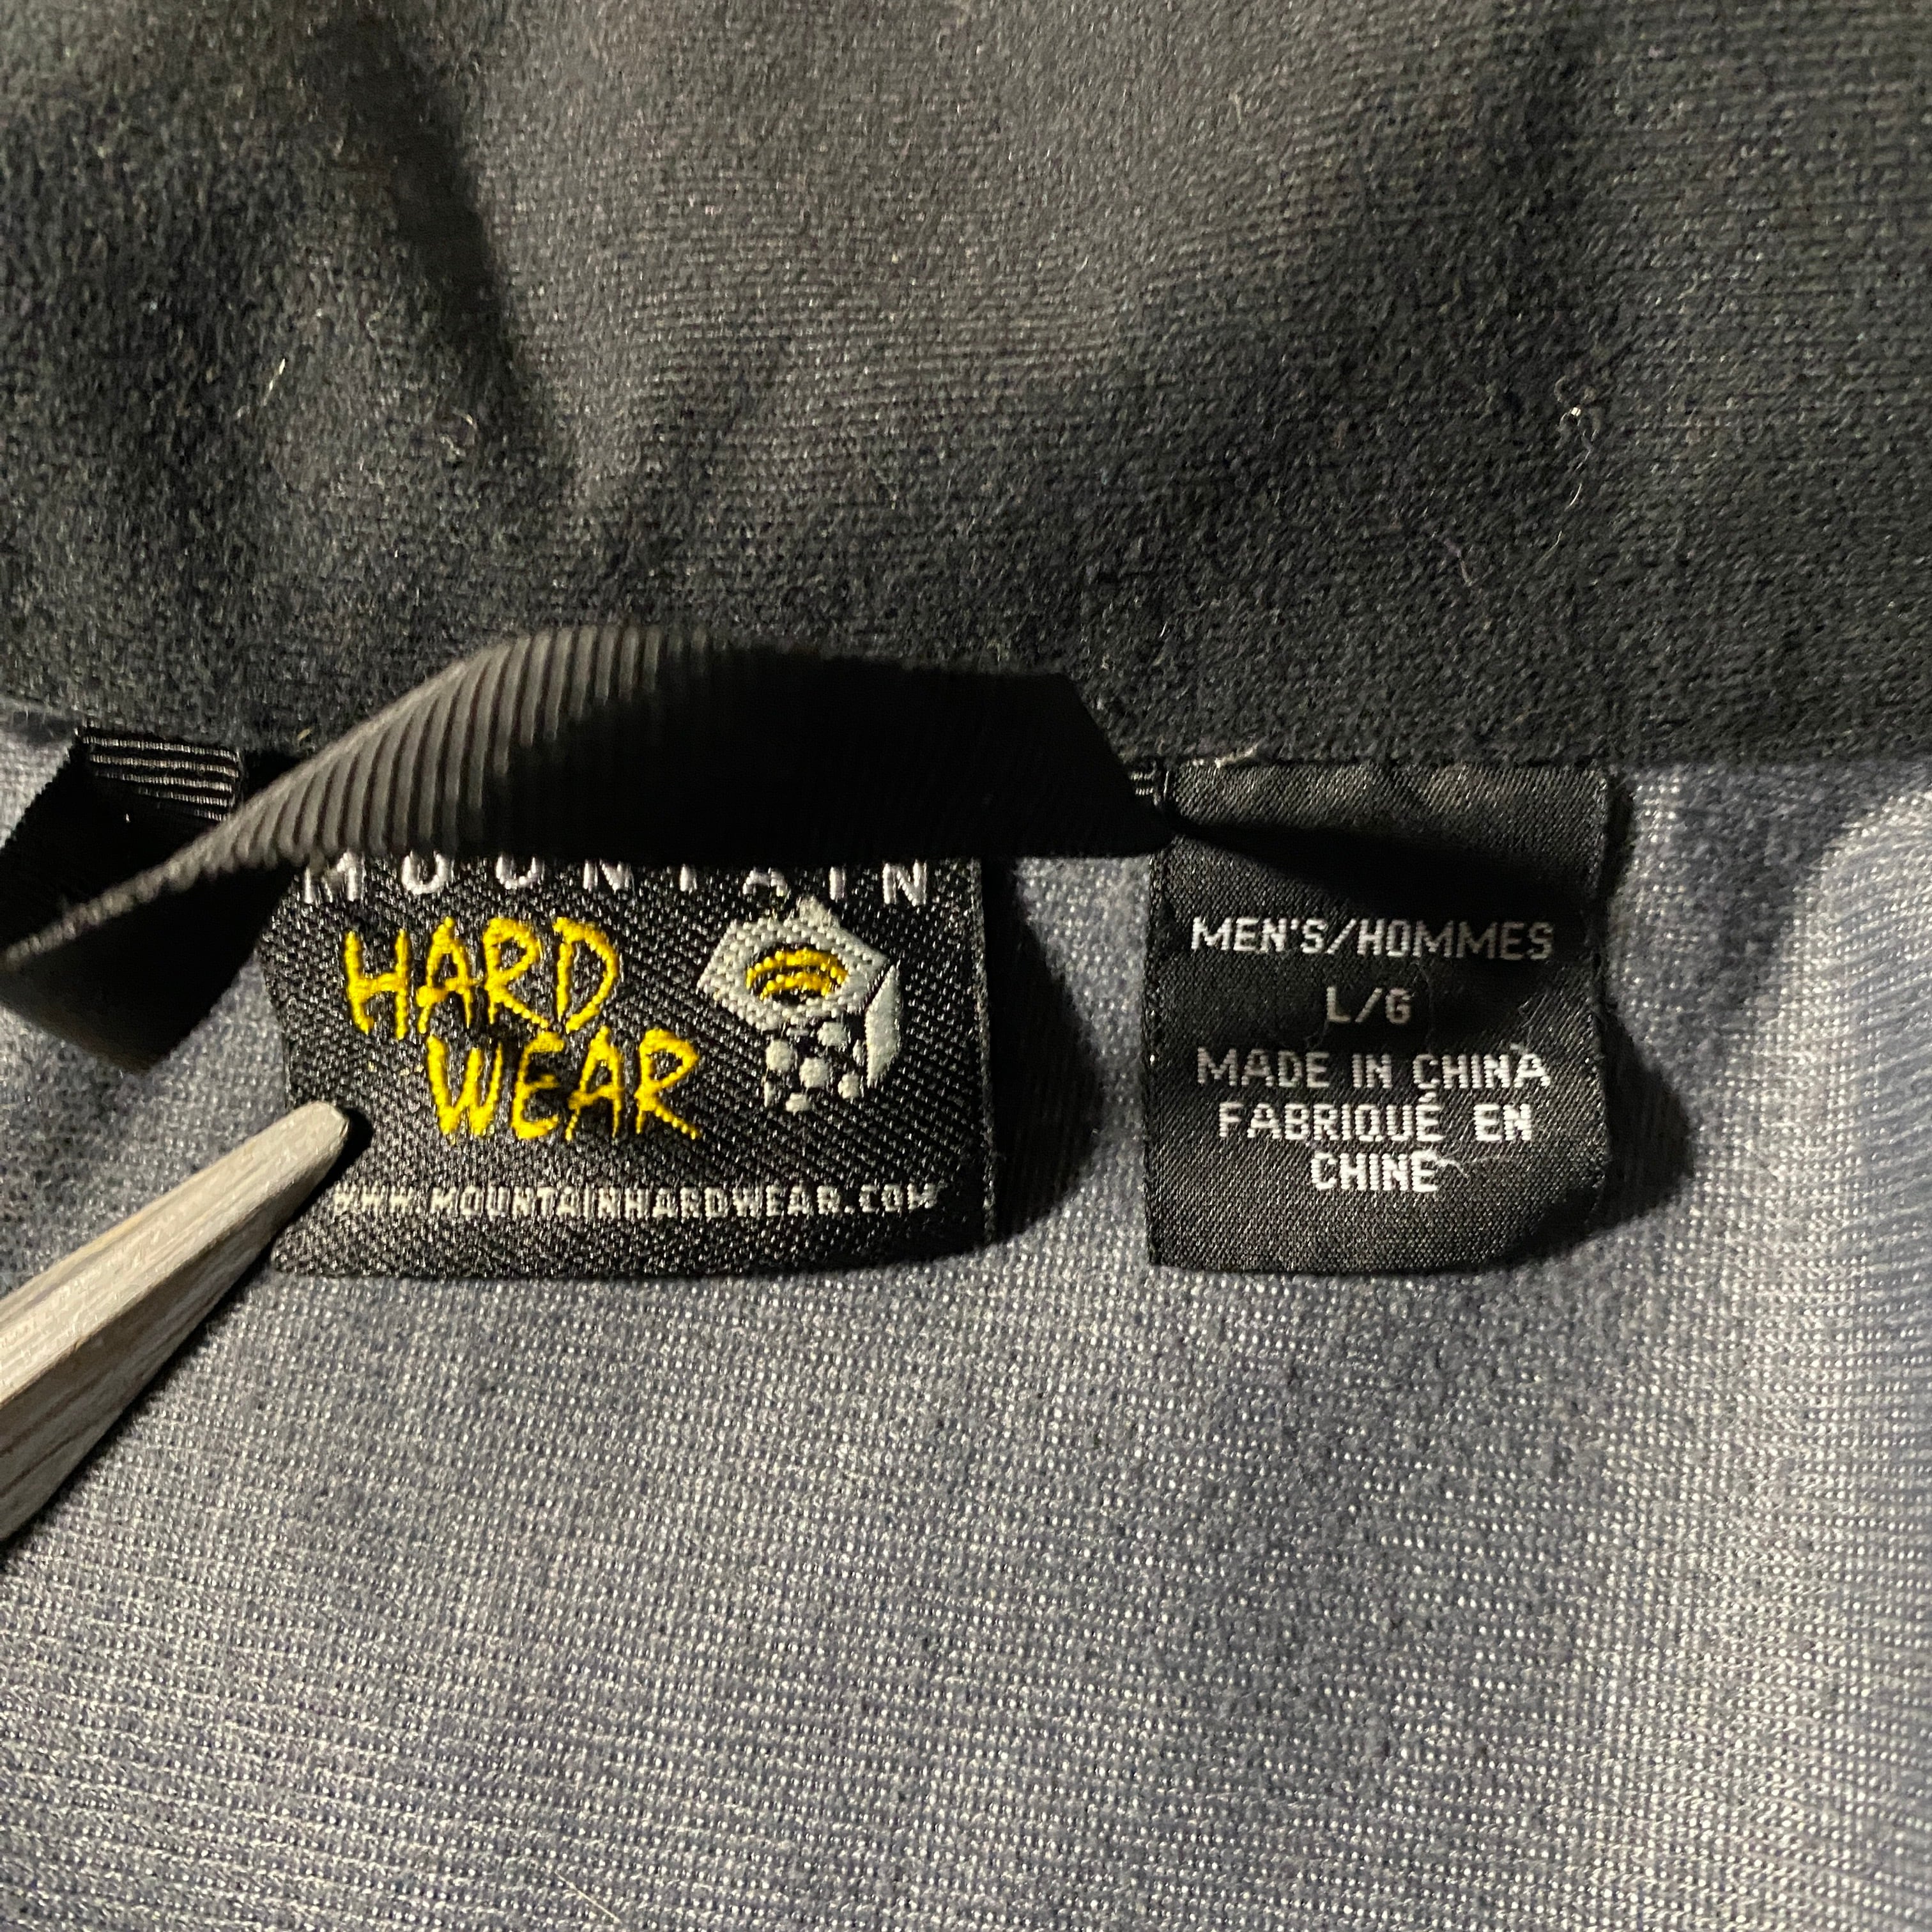 MOUNTAIN
HARD
WEAR
WWW.MOUNTAINHARDWEAR.COM
MEN'S/HOMMES
L/G
MADE IN CHINA
FABRIQUÉ EN
CHINE